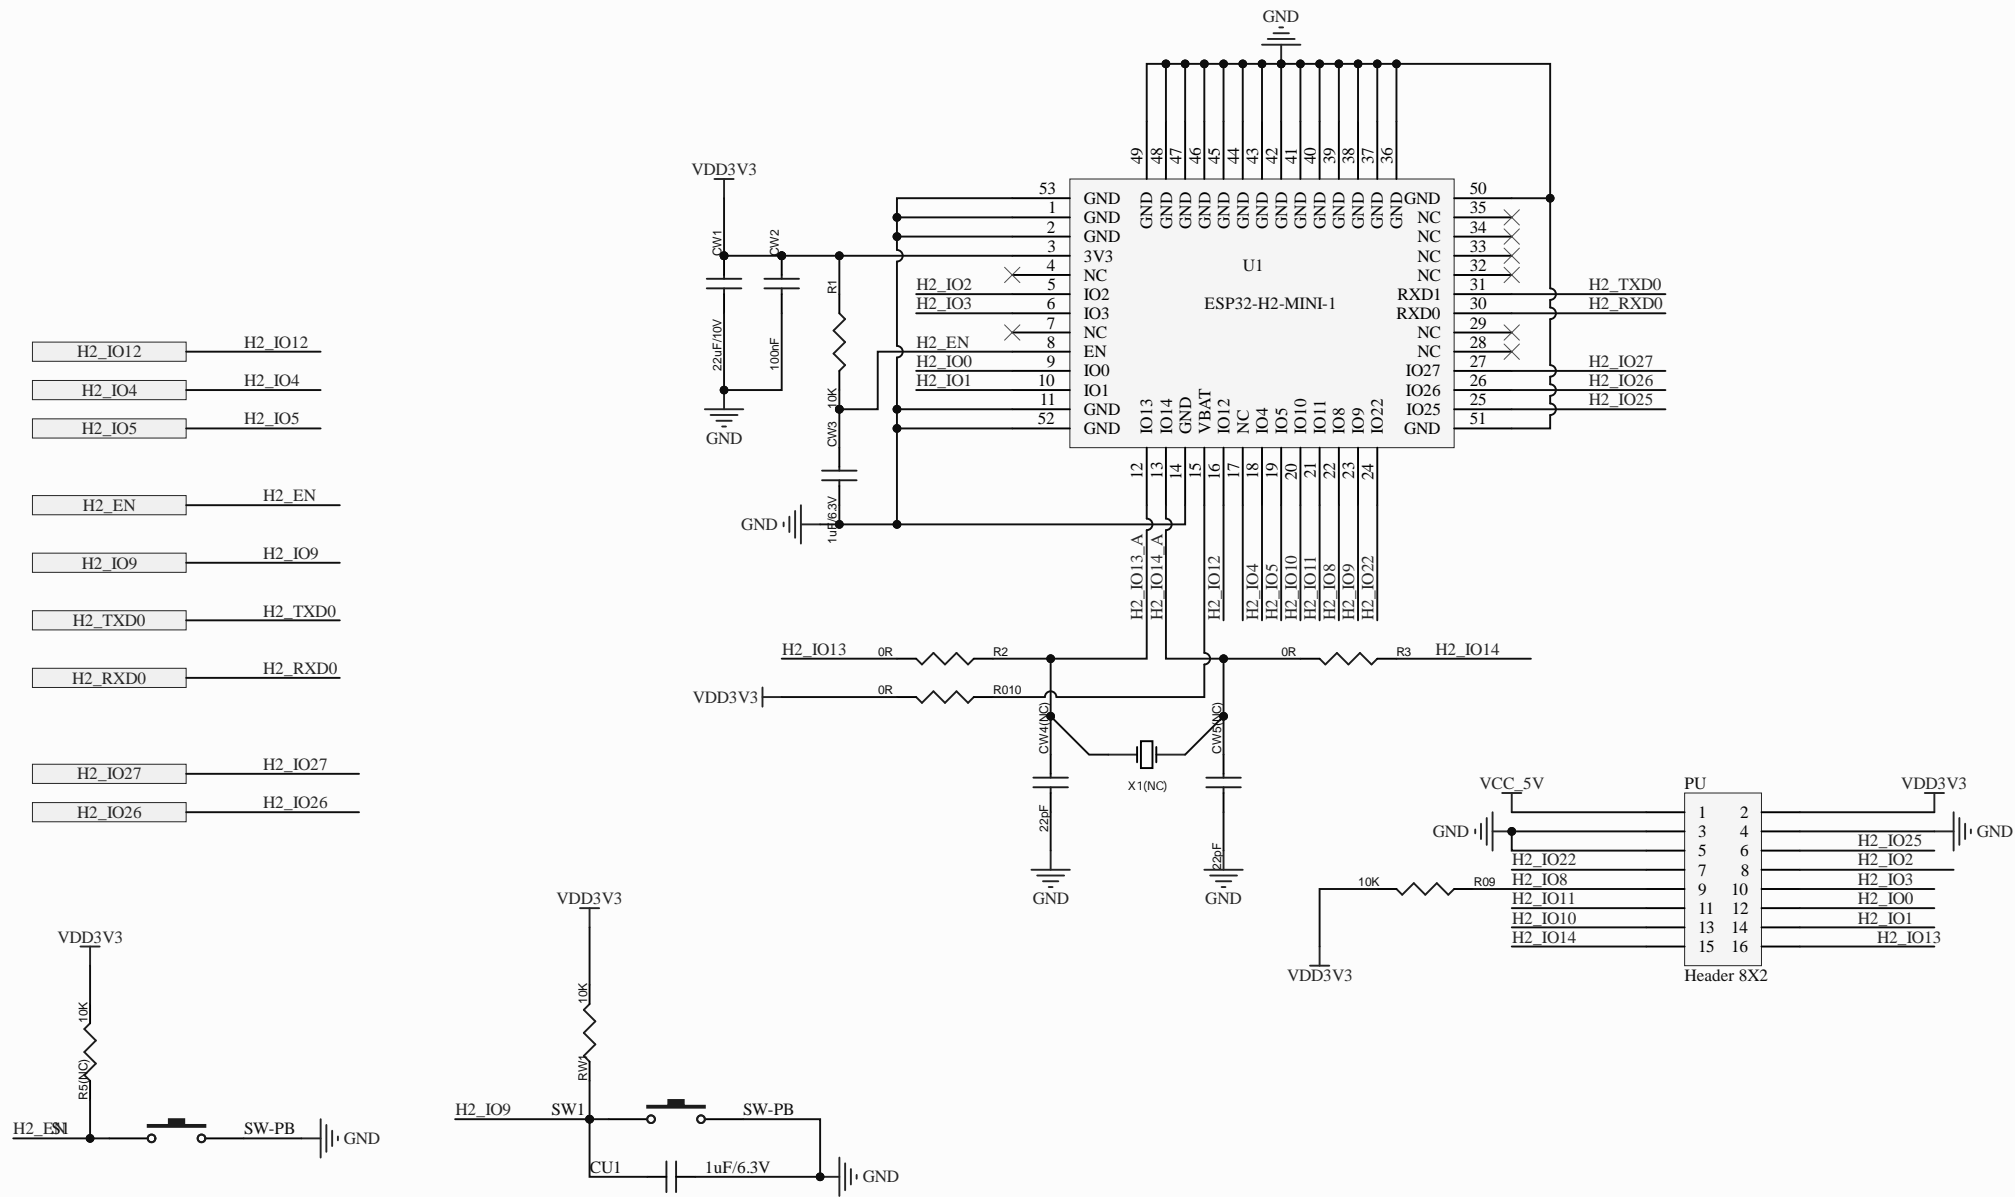 GND
49
48
47
46
45
44
43
42
41
40
39
38
37
36
VDD3V3
CW1
22uF/10V
CW2
100nF
GND
R1
10K
CW3
1uF/6.3V
GND
53 GND
1 GND
2 GND
3 3V3
4 NC
H2_IO2 5 IO2
H2_IO3 6 IO3
7 NC
H2_EN 8 EN
H2_IO0 9 IO0
H2_IO1 10 IO1
11 GND
52 GND
GND
GND
GND
GND
GND
GND
GND
GND
GND
GND
GND
GND
GND
GND
U1
ESP32-H2-MINI-1
GND 50
NC 35
NC 34
NC 33
NC 32
RXD1 31 H2_TXD0
RXD0 30 H2_RXD0
NC 29
NC 28
IO27 27 H2_IO27
IO26 26 H2_IO26
IO25 25 H2_IO25
GND 51
IO13 12 H2_IO13_A
IO14 13 H2_IO14_A
GND 14
VBAT 15
IO12 16 H2_IO12
NC 17
IO4 18 H2_IO4
IO5 19 H2_IO5
IO10 20 H2_IO10
IO11 21 H2_IO11
IO8 22 H2_IO8
IO9 23 H2_IO9
IO22 24 H2_IO22
H2_IO12 H2_IO12
H2_IO4 H2_IO4
H2_IO5 H2_IO5
H2_EN H2_EN
H2_IO9 H2_IO9
H2_TXD0 H2_TXD0
H2_RXD0 H2_RXD0
H2_IO27 H2_IO27
H2_IO26 H2_IO26
H2_IO13 0R R2
0R R3 H2_IO14
VDD3V3 0R R010
CW4(NC)
22pF
GND
X1(NC)
CW5(NC)
22pF
GND
VCC_5V PU VDD3V3
1 2
GND 3 4 GND
5 6 H2_IO25
H2_IO22 7 8 H2_IO2
10K R09 H2_IO8 9 10 H2_IO3
H2_IO11 11 12 H2_IO0
H2_IO10 13 14 H2_IO1
H2_IO14 15 16 H2_IO13
VDD3V3
Header 8X2
VDD3V3
10K
R5(NC)
H2_EN S1 SW-PB GND
VDD3V3
10K
RW1
H2_IO9 SW1 SW-PB
CU1 1uF/6.3V GND